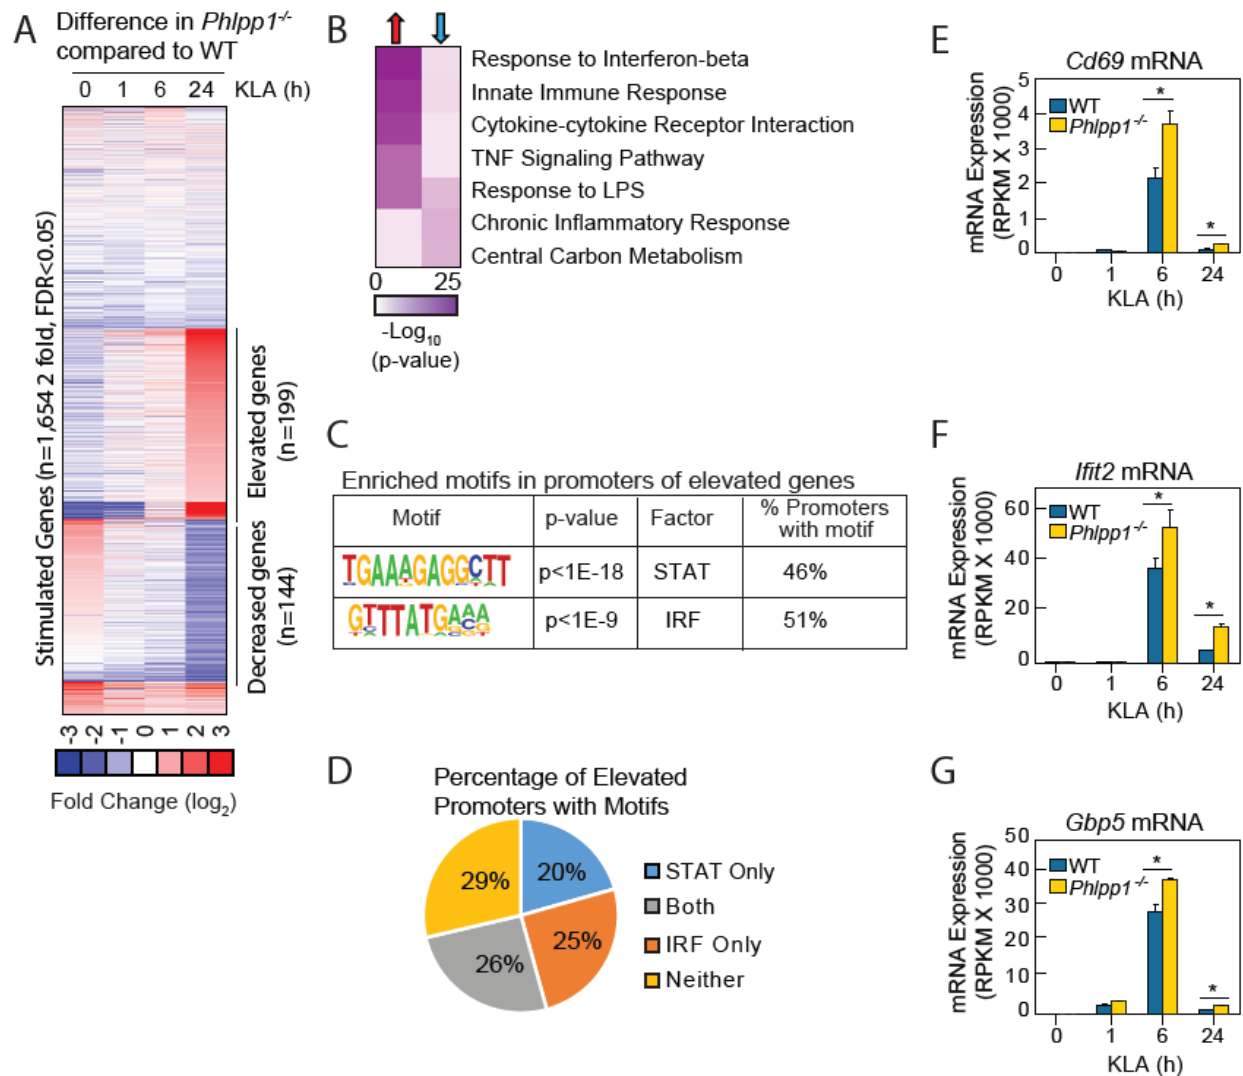 A
Difference in Phlpp1-/-
compared to WT
0 1 6 24 KLA (h)
Stimulated Genes (n=1,654 2 fold, FDR<0.05)
Elevated genes
(n=199)
Decreased genes
(n=144)
-3 -2 -1 0 1 2 3
Fold Change (log2)
B
Response to Interferon-beta
Innate Immune Response
Cytokine-cytokine Receptor Interaction
TNF Signaling Pathway
Response to LPS
Chronic Inflammatory Response
Central Carbon Metabolism
0 25
-Log10
(p-value)
C
Enriched motifs in promoters of elevated genes
Motif p-value Factor % Promoters
with motif
TGAAAGAGGCTT p<1E-18 STAT 46%
GTTTATGAAA p<1E-9 IRF 51%
D
Percentage of Elevated
Promoters with Motifs
29% 20%
26% 25%
STAT Only
Both
IRF Only
Neither
E
Cd69 mRNA
mRNA Expression
(RPKM X 1000)
5
4
3
2
1
0
WT
Phlpp1-/-
* *
0 1 6 24
KLA (h)
F
Ifit2 mRNA
mRNA Expression
(RPKM X 1000)
60
40
20
0
WT
Phlpp1-/-
* *
0 1 6 24
KLA (h)
G
Gbp5 mRNA
mRNA Expression
(RPKM X 1000)
50
40
30
20
10
0
WT
Phlpp1-/-
* *
0 1 6 24
KLA (h)